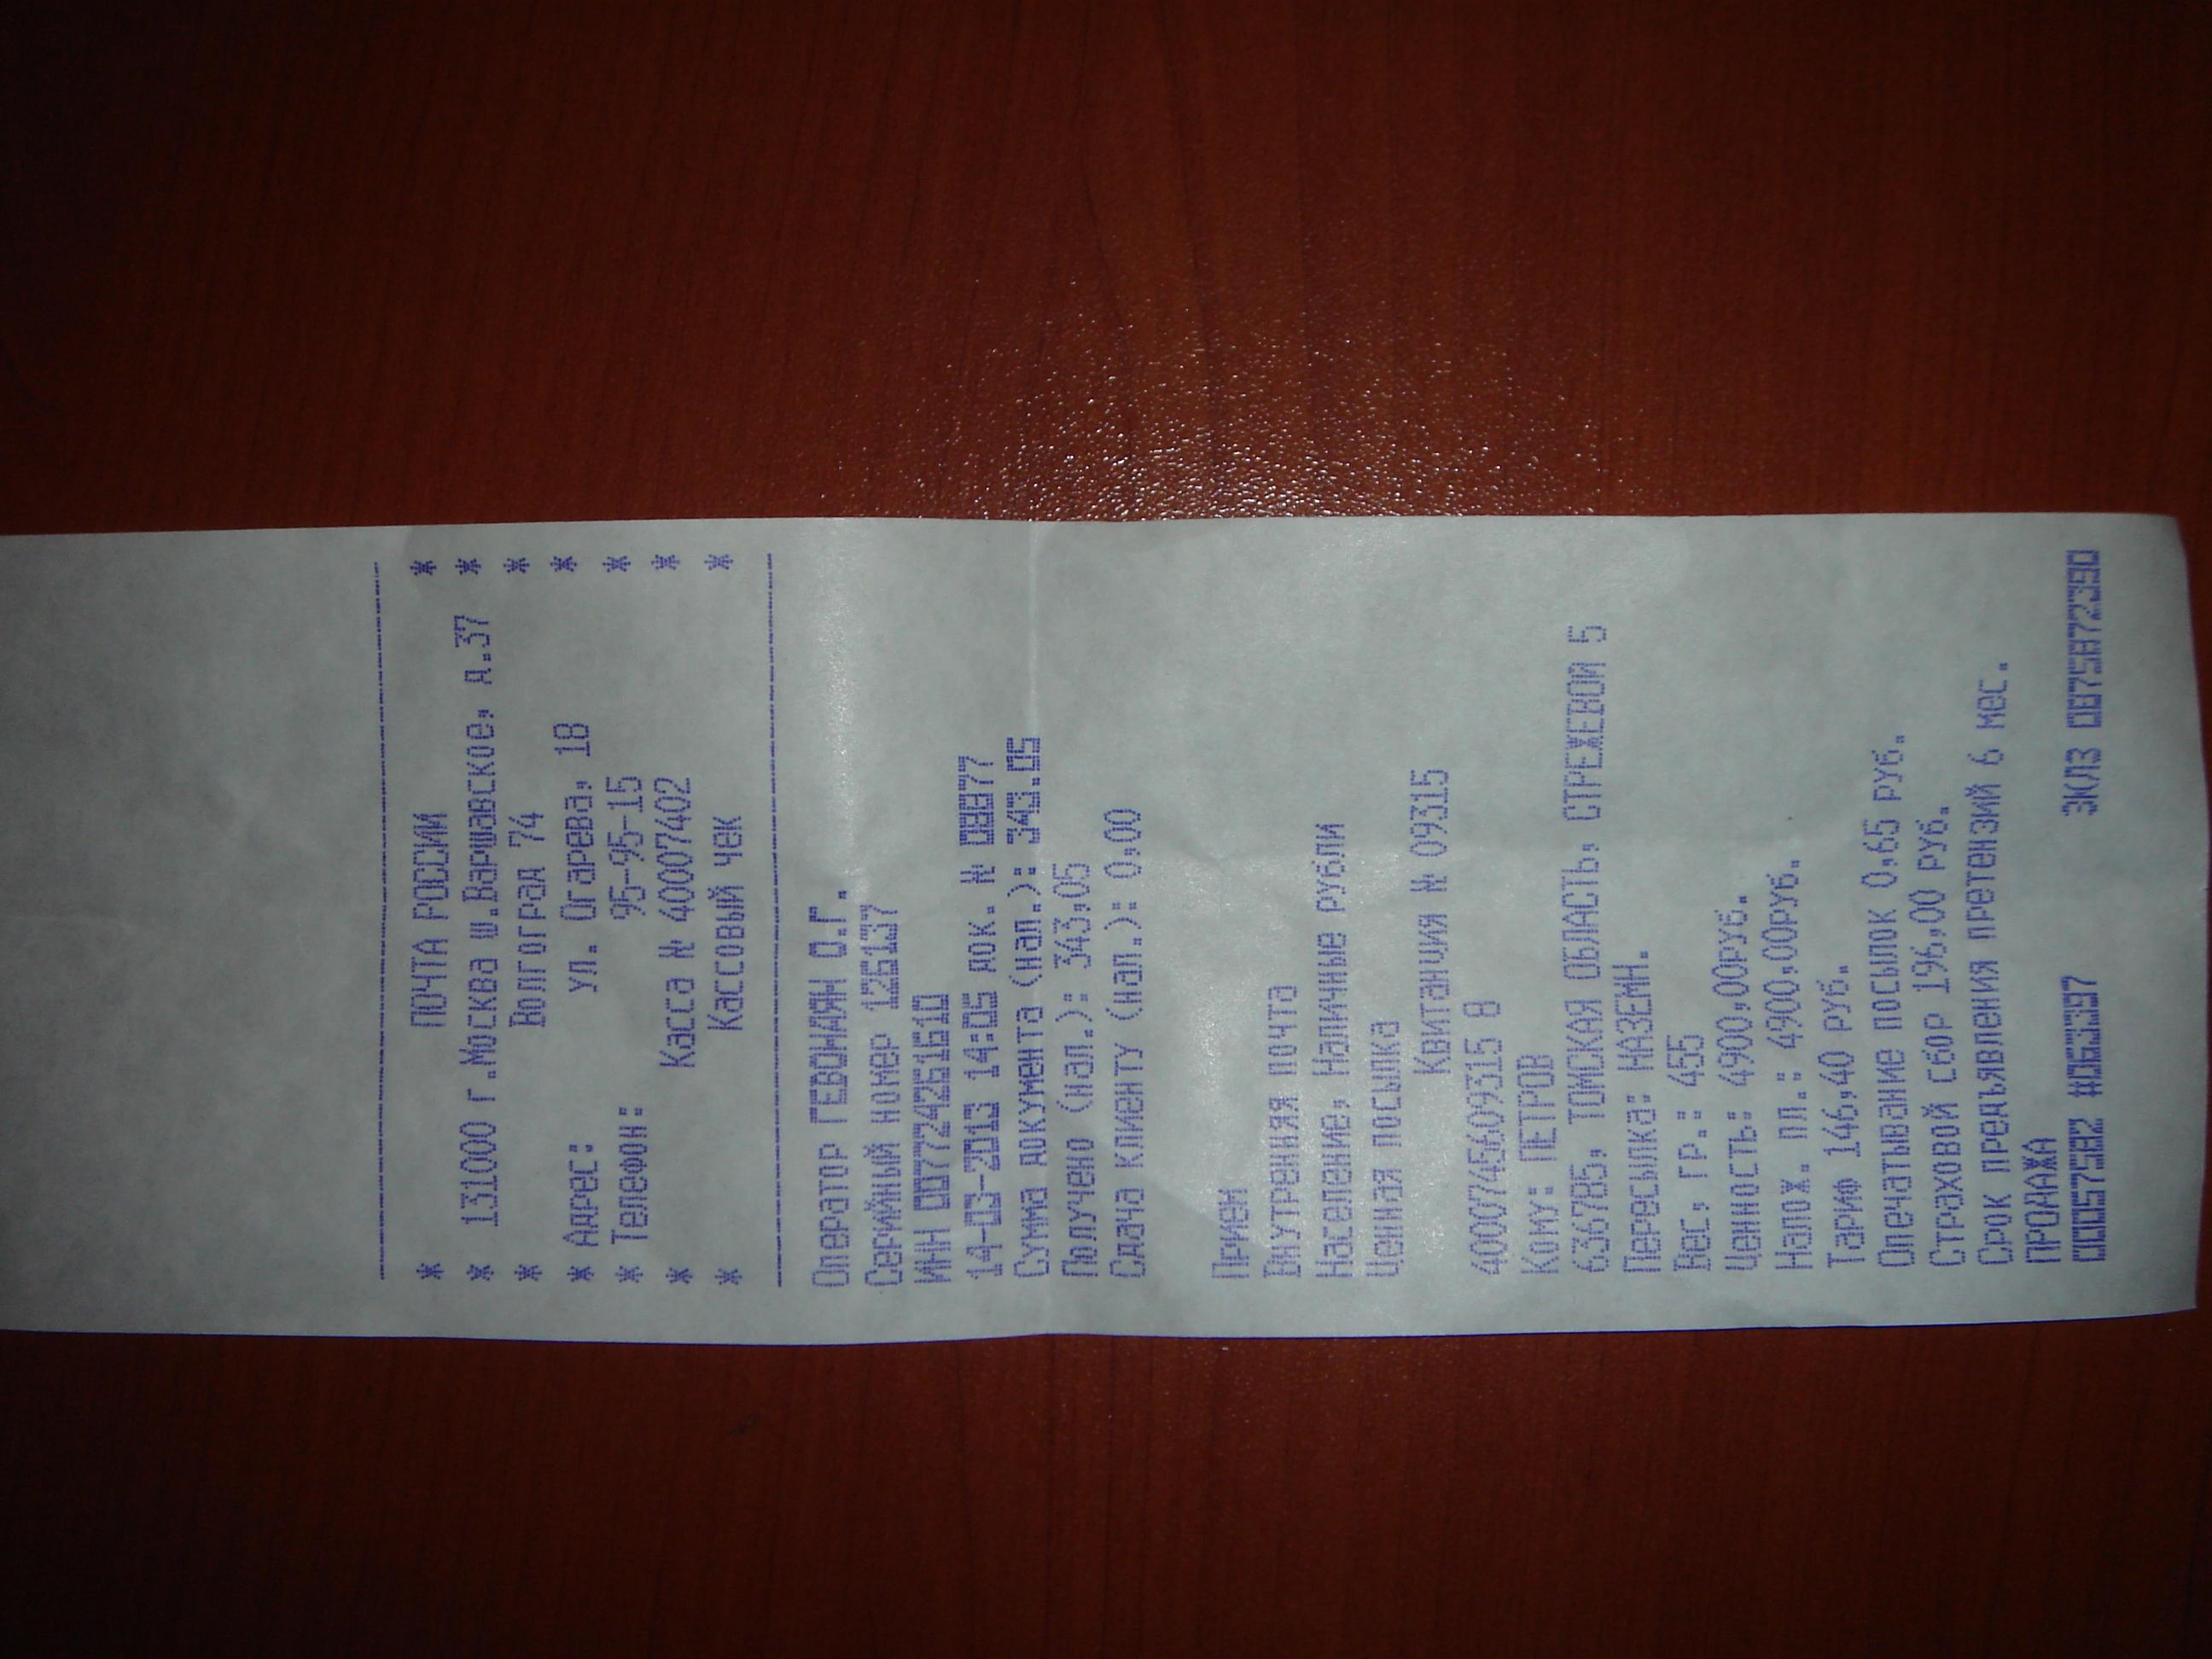 * ПОЧТА РОССИИ *
* 131000 г.Москва ш.Варшавское, д.37 *
* Волгоград 74 *
* Адрес: ул. Огарева, 18 *
* Телефон: 95-95-15 *
* Касса № 40007402 *
* Кассовый чек *
Оператор ГЕВОНДЯН О.Г.
Серийный номер 126137
ИНН 007724261610
14-03-2013 14:05 док. № 08877
Сумма документа (нал.): 343.05
Получено (нал.): 343,05
Сдача клиенту (нал.): 0,00
Прием
Внутренняя почта
Население, Наличные рубли
Ценная посылка
Квитанция № 09315
4000745609315 8
Кому: ПЕТРОВ
636785, ТОМСКАЯ ОБЛАСТЬ, СТРЕЖЕВОЙ 5
Пересылка: НАЗЕМН.
Вес, гр.: 455
Ценность: 4900,00руб.
Налож. пл.: 4900,00руб.
Тариф 146,40 руб.
Опечатывание посылок 0,65 руб.
Страховой сбор 196,00 руб.
Срок предъявления претензий 6 мес.
ПРОДАЖА
#063397 ЭКЛЗ